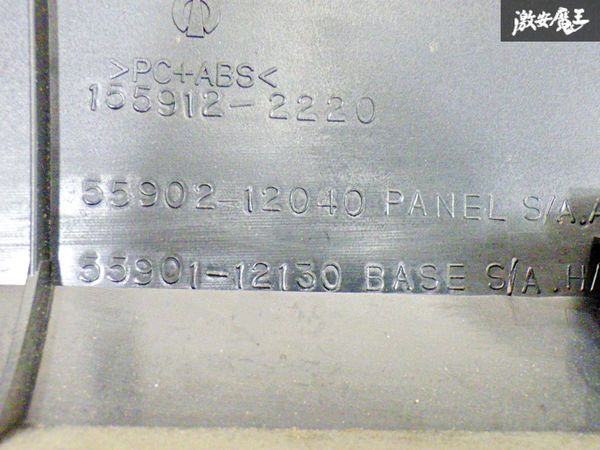 激安魔王
>PC+ABS<
155912-2220
55902-12040 PANEL S/A.A
55901-12130 BASE S/A.H/